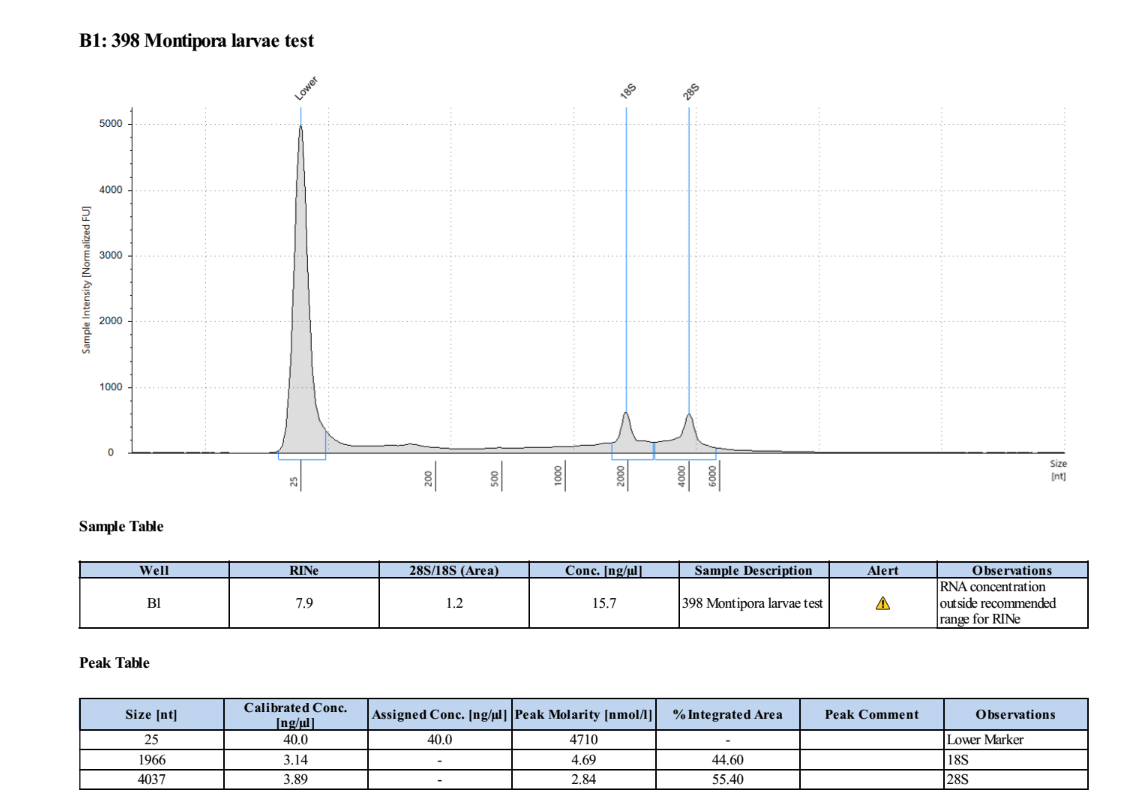 B1: 398 Montipora larvae test
Lower
18S
28S
Sample Intensity [Normalized FU]
5000
4000
3000
2000
1000
0
25
200
500
1000
2000
4000
6000
Size
[nt]
Sample Table
Well RINe 28S/18S (Area) Conc. [ng/µl] Sample Description Alert Observations
B1 7.9 1.2 15.7 398 Montipora larvae test RNA concentration
outside recommended
range for RINe
Peak Table
Size [nt] Calibrated Conc. [ng/µl] Assigned Conc. [ng/µl] Peak Molarity [nmol/l] % Integrated Area Peak Comment Observations
25 40.0 40.0 4710 - Lower Marker
1966 3.14 - 4.69 44.60 18S
4037 3.89 - 2.84 55.40 28S